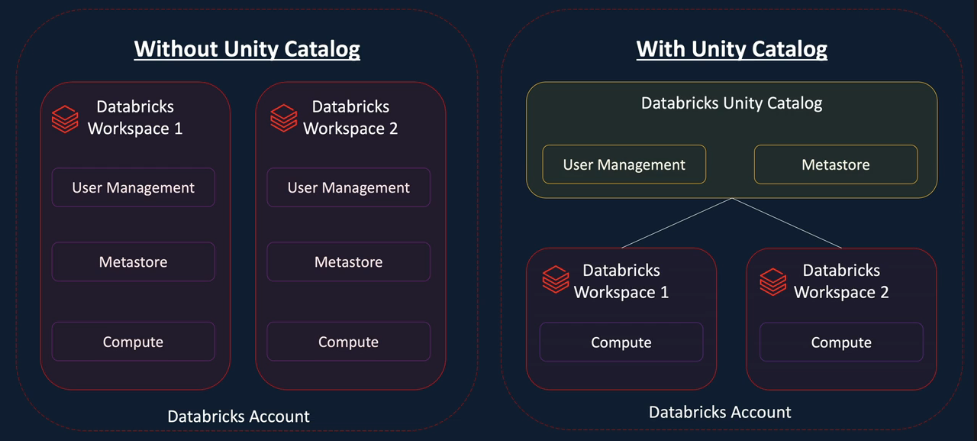 Without Unity Catalog
Databricks
Workspace 1
User Management
Metastore
Compute
Databricks
Workspace 2
User Management
Metastore
Compute
Databricks Account
With Unity Catalog
Databricks Unity Catalog
User Management
Metastore
Databricks
Workspace 1
Compute
Databricks
Workspace 2
Compute
Databricks Account